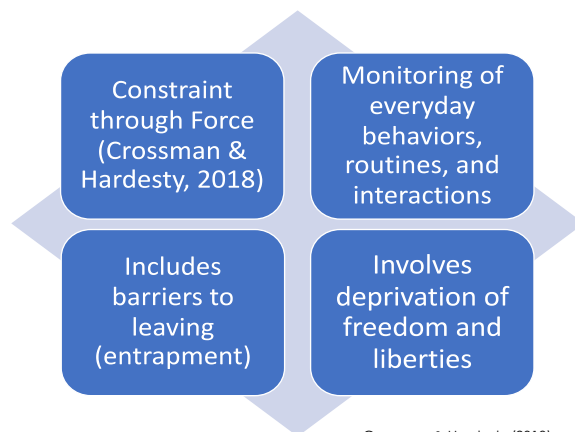 Constraint
through Force
(Crossman &
Hardesty, 2018)
Monitoring of
everyday
behaviors,
routines, and
interactions
Includes
barriers to
leaving
(entrapment)
Involves
deprivation of
freedom and
liberties